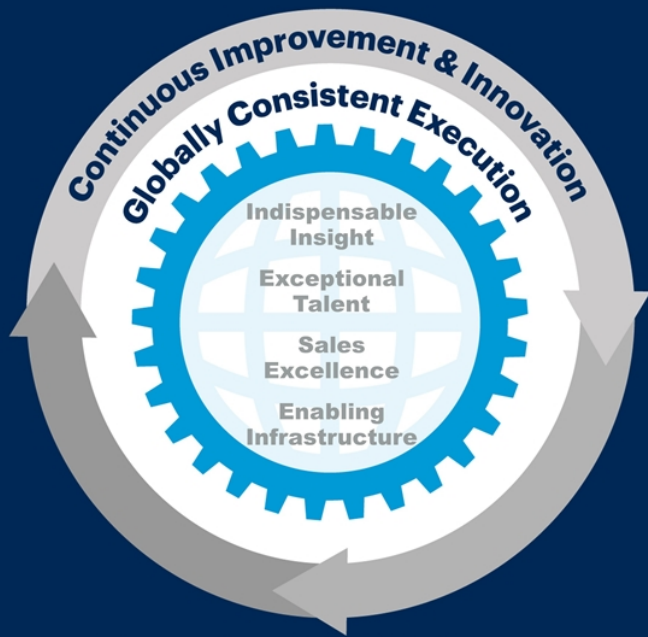 Continuous Improvement & Innovation
Globally Consistent Execution
Indispensable
Insight
Exceptional
Talent
Sales
Excellence
Enabling
Infrastructure